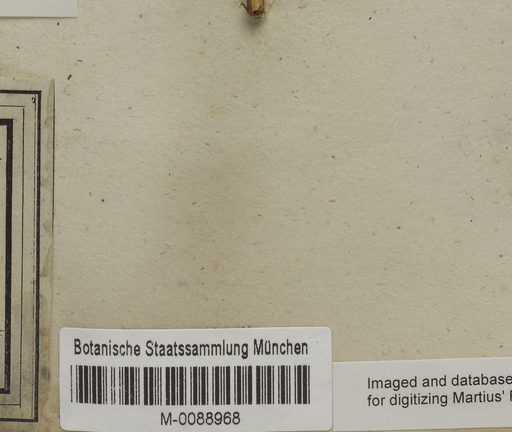 Botanische Staatssammlung München
M-0088968
Imaged and database
for digitizing Martius'